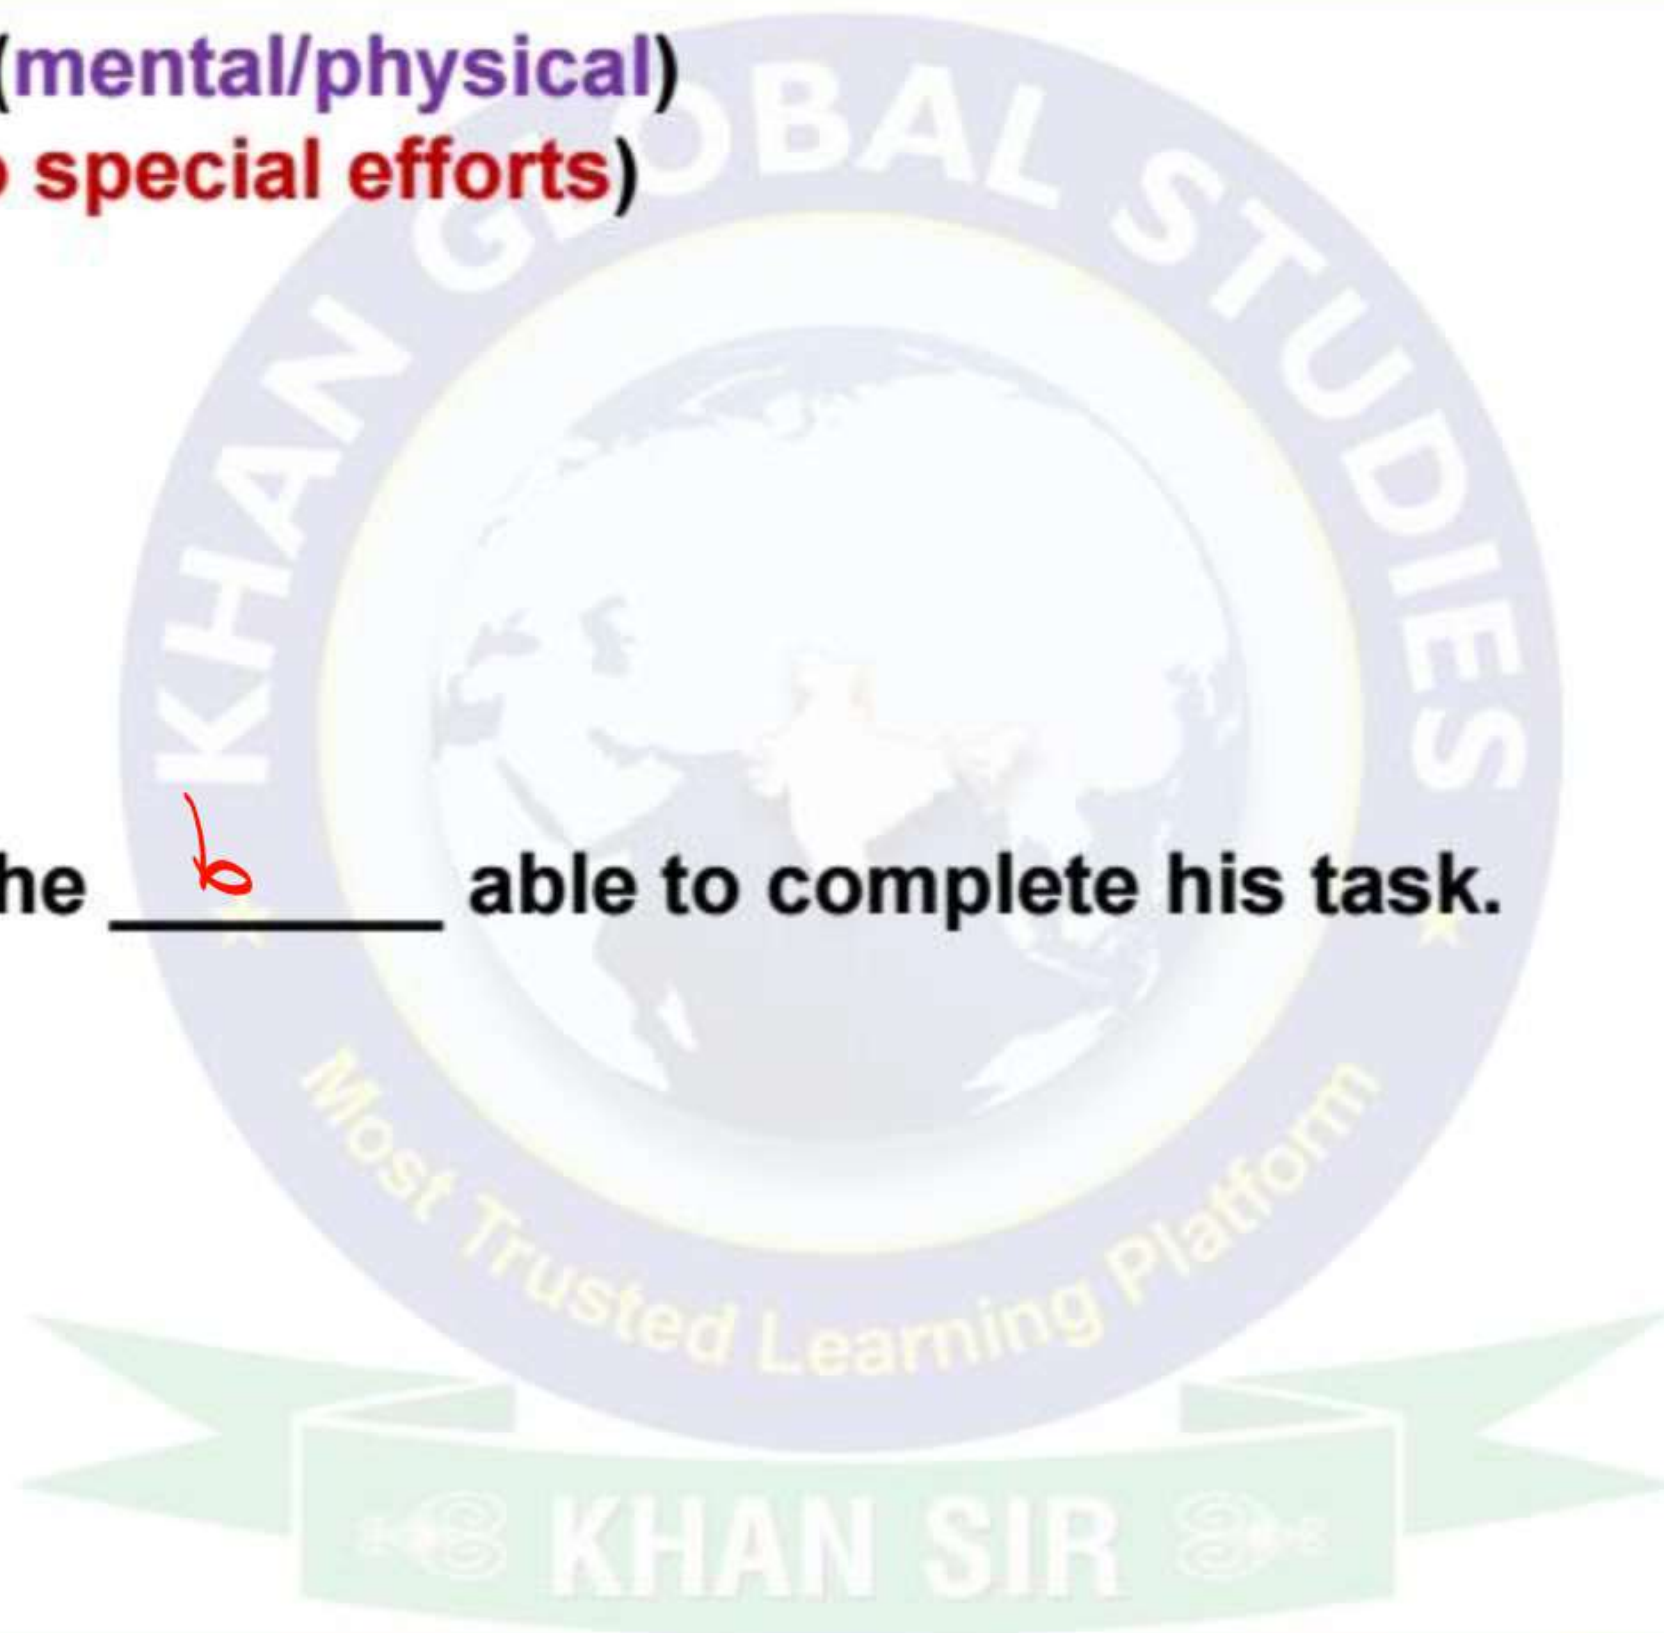 (mental/physical)
special efforts)
KHAN GLOBAL STUDIES
he b able to complete his task.
Most Trusted Learning Platform
KHAN SIR